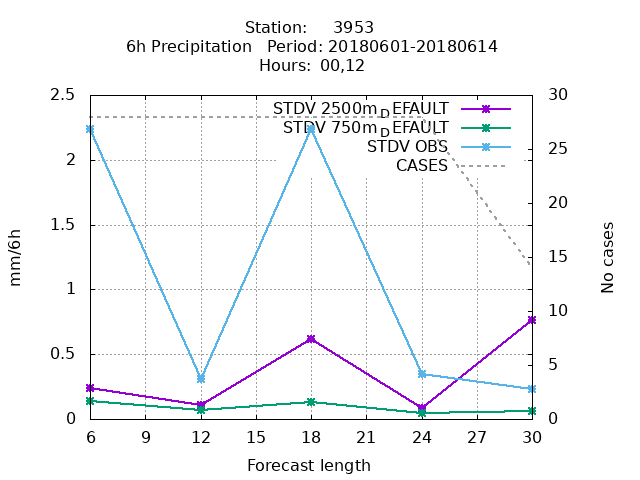 Station: 3953
6h Precipitation Period: 20180601-20180614
Hours: 00,12
2.5
2
1.5
1
0.5
0
30
25
20
15
10
5
0
STDV 2500mDEFAULT
STDV 750mDEFAULT
STDV OBS
CASES
mm/6h
No cases
6 9 12 15 18 21 24 27 30
Forecast length